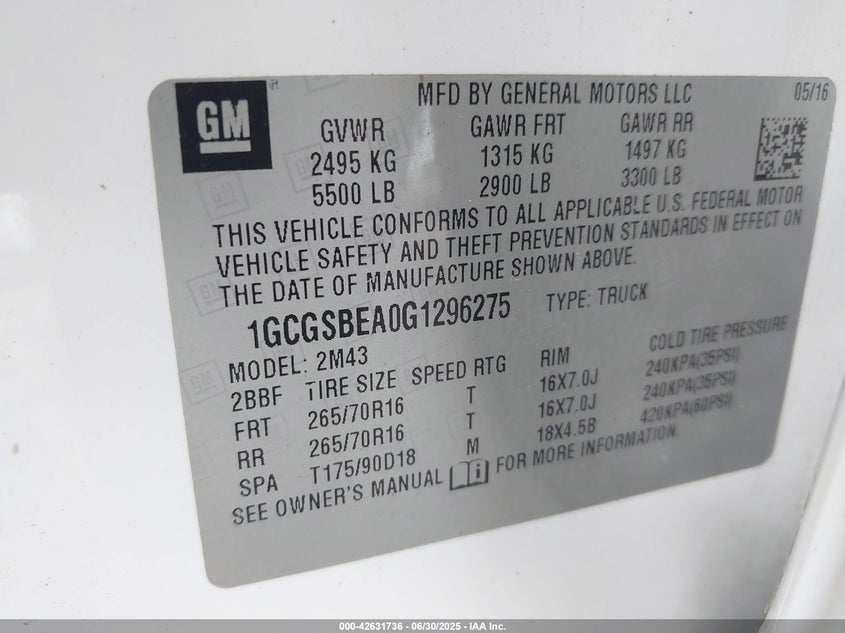 GM
MFD BY GENERAL MOTORS LLC 05/16
GVWR GAWR FRT GAWR RR
2495 KG 1315 KG 1497 KG
5500 LB 2900 LB 3300 LB
THIS VEHICLE CONFORMS TO ALL APPLICABLE U.S. FEDERAL MOTOR
VEHICLE SAFETY AND THEFT PREVENTION STANDARDS IN EFFECT ON
THE DATE OF MANUFACTURE SHOWN ABOVE.
1GCGSBEA0G1296275 TYPE: TRUCK
MODEL: 2M43
2BBF TIRE SIZE SPEED RTG RIM COLD TIRE PRESSURE
FRT 265/70R16 T 16X7.0J 240KPA(35PSI)
RR 265/70R16 T 16X7.0J 240KPA(35PSI)
SPA T175/90D18 M 18X4.5B 420KPA(60PSI)
SEE OWNER'S MANUAL FOR MORE INFORMATION.
000-42631736 - 06/30/2025 - IAA Inc.